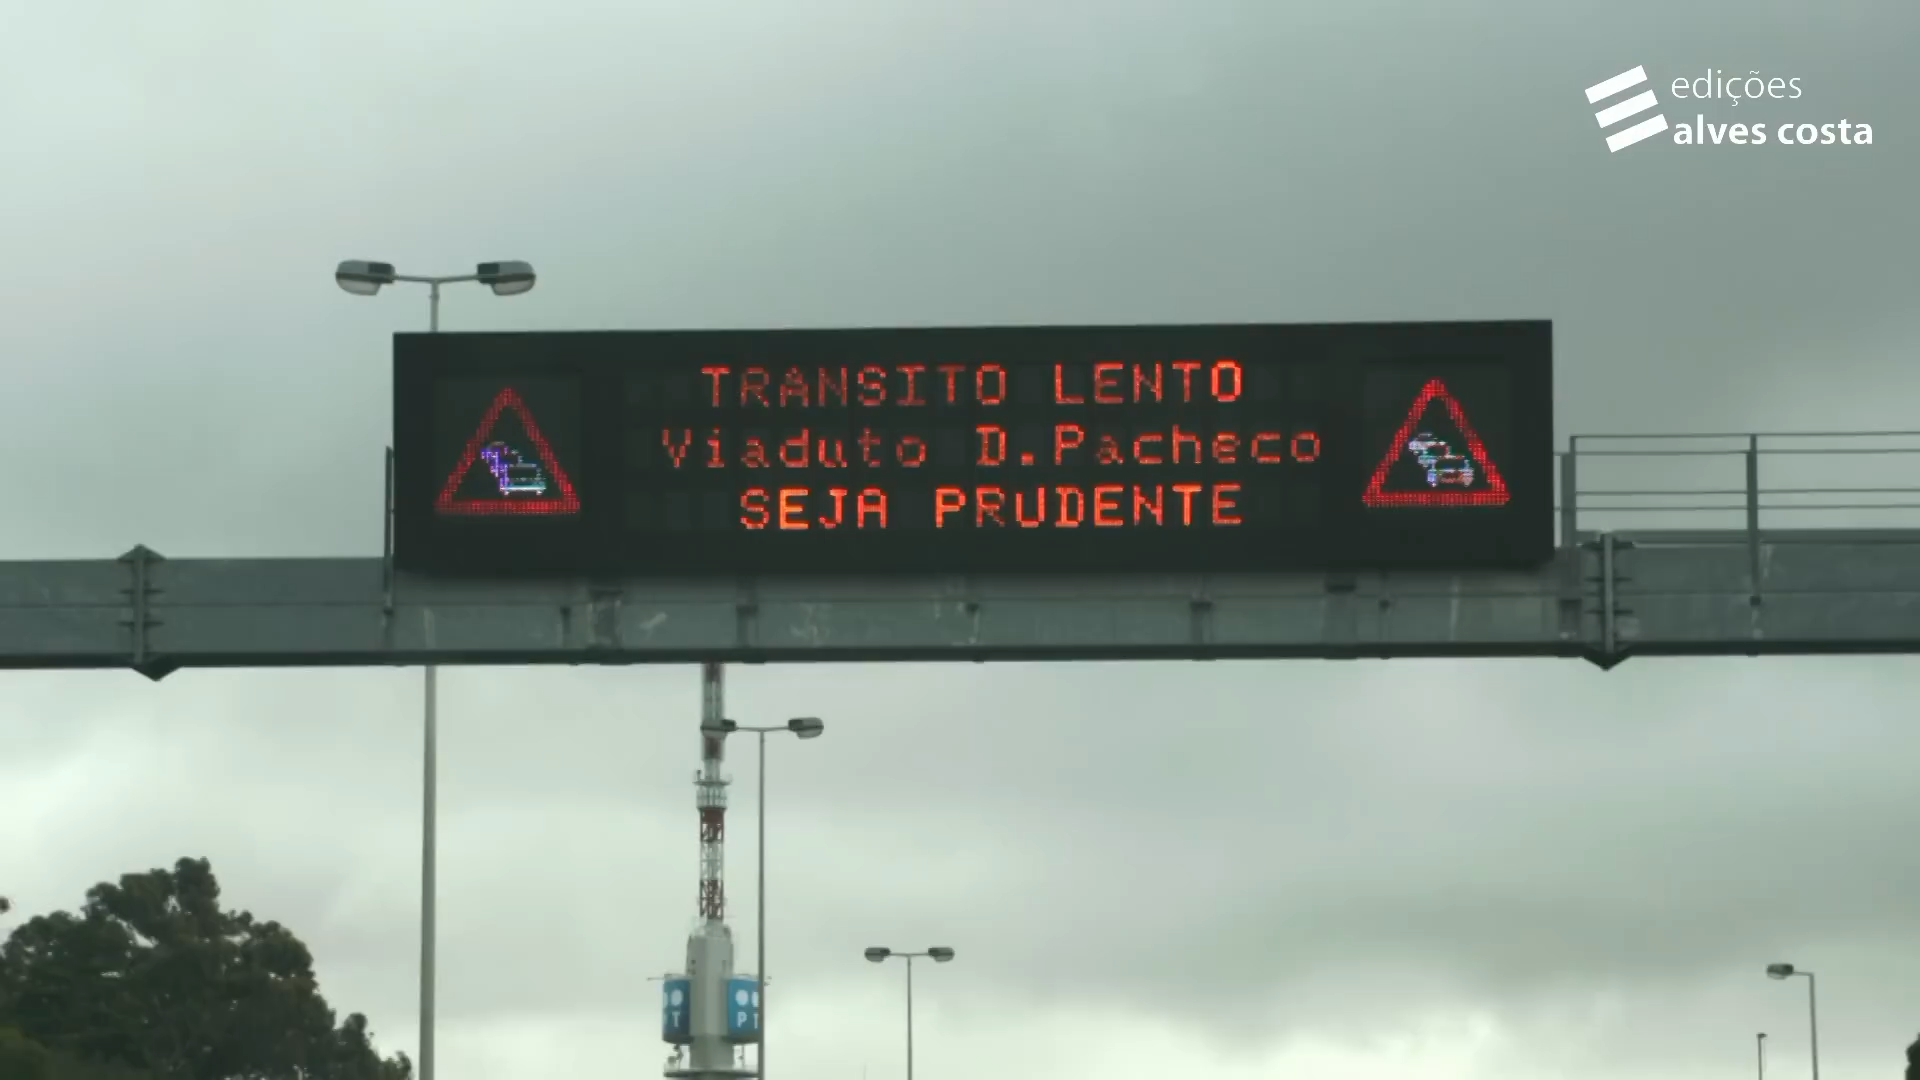 edições
alves costa
TRANSITO LENTO
Viaduto D.Pacheco
SEJA PRUDENTE
PT